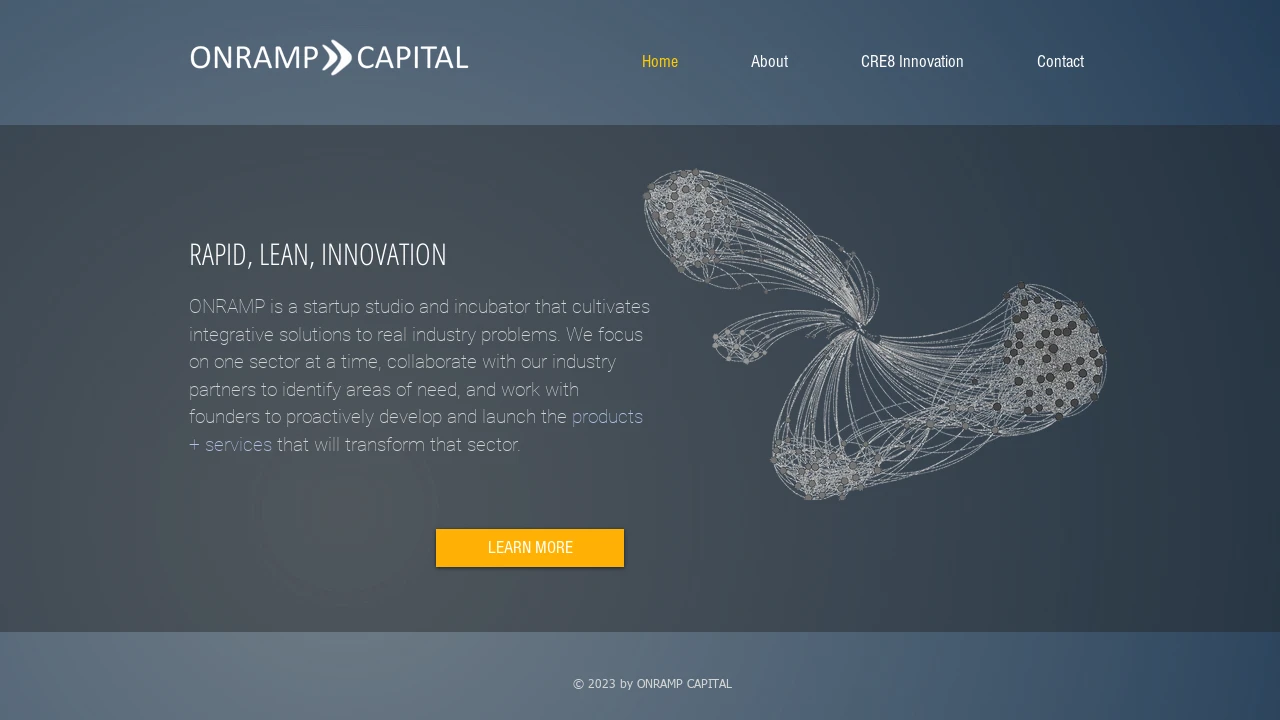 ONRAMP CAPITAL
Home
About
CRE8 Innovation
Contact
RAPID, LEAN, INNOVATION
ONRAMP is a startup studio and incubator that cultivates
integrative solutions to real industry problems. We focus
on one sector at a time, collaborate with our industry
partners to identify areas of need, and work with
founders to proactively develop and launch the products
+ services that will transform that sector.
LEARN MORE
© 2023 by ONRAMP CAPITAL